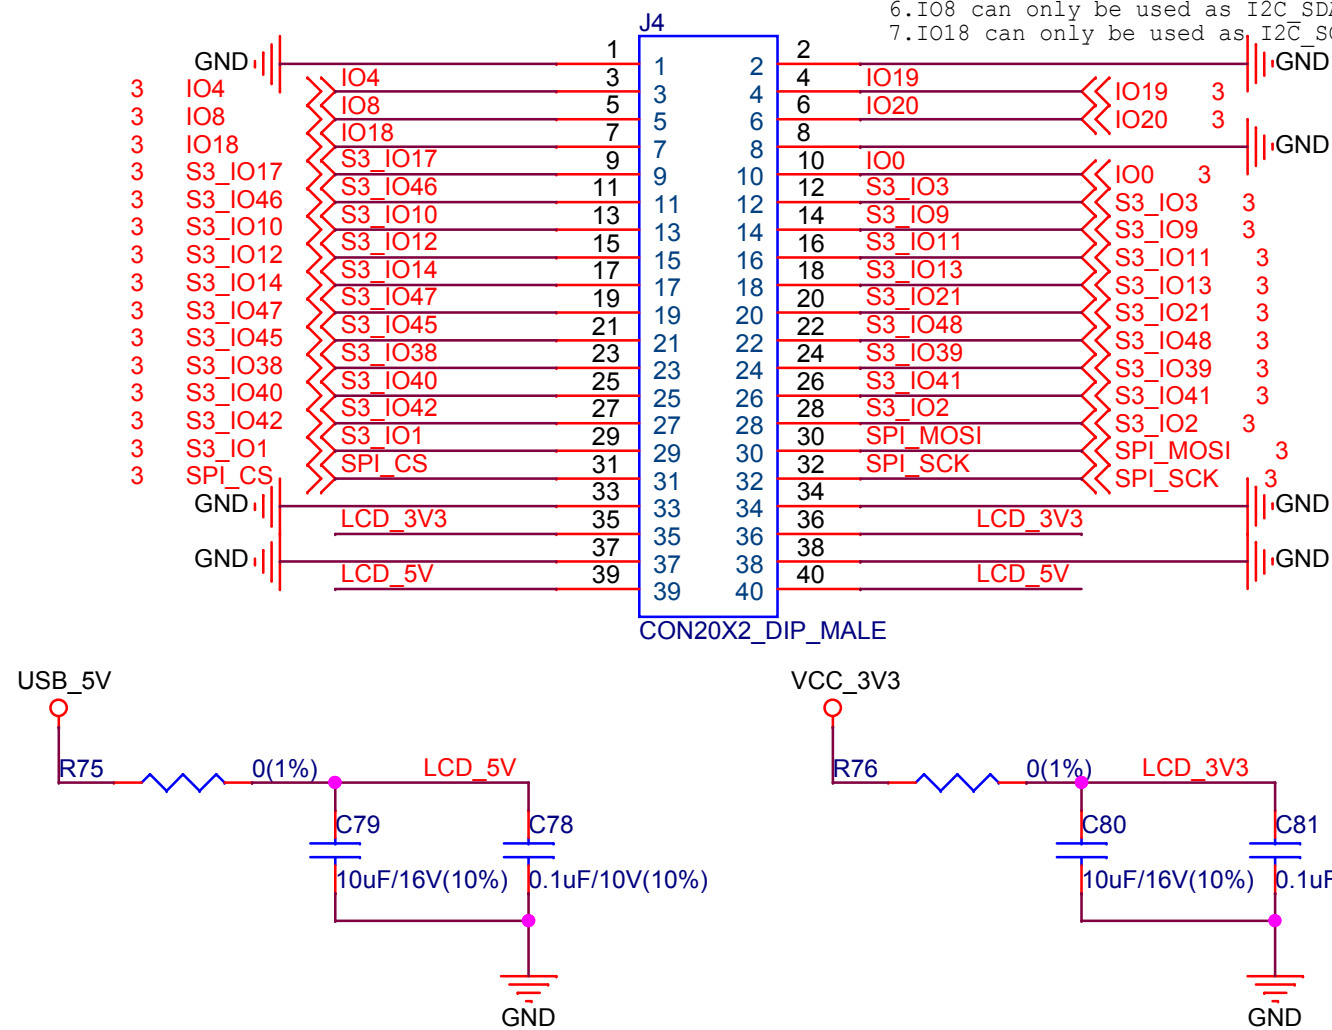 6.IO8 can only be used as I2C_SDA
7.IO18 can only be used as I2C_SC
J4
GND 1 1 2 2 GND
3 IO4 IO4 3 3 4 4 IO19 IO19 3
3 IO8 IO8 5 5 6 6 IO20 IO20 3
3 IO18 IO18 7 7 8 8 GND
3 S3_IO17 S3_IO17 9 9 10 10 IO0 IO0 3
3 S3_IO46 S3_IO46 11 11 12 12 S3_IO3 S3_IO3 3
3 S3_IO10 S3_IO10 13 13 14 14 S3_IO9 S3_IO9 3
3 S3_IO12 S3_IO12 15 15 16 16 S3_IO11 S3_IO11 3
3 S3_IO14 S3_IO14 17 17 18 18 S3_IO13 S3_IO13 3
3 S3_IO47 S3_IO47 19 19 20 20 S3_IO21 S3_IO21 3
3 S3_IO45 S3_IO45 21 21 22 22 S3_IO48 S3_IO48 3
3 S3_IO38 S3_IO38 23 23 24 24 S3_IO39 S3_IO39 3
3 S3_IO40 S3_IO40 25 25 26 26 S3_IO41 S3_IO41 3
3 S3_IO42 S3_IO42 27 27 28 28 S3_IO2 S3_IO2 3
3 S3_IO1 S3_IO1 29 29 30 30 SPI_MOSI SPI_MOSI 3
3 SPI_CS SPI_CS 31 31 32 32 SPI_SCK SPI_SCK 3
GND 33 33 34 34 GND
LCD_3V3 35 35 36 36 LCD_3V3
GND 37 37 38 38 GND
LCD_5V 39 39 40 40 LCD_5V
CON20X2_DIP_MALE
USB_5V VCC_3V3
R75 0(1%) LCD_5V R76 0(1%) LCD_3V3
C79 C78 C80 C81
10uF/16V(10%) 0.1uF/10V(10%) 10uF/16V(10%) 0.1uF
GND GND